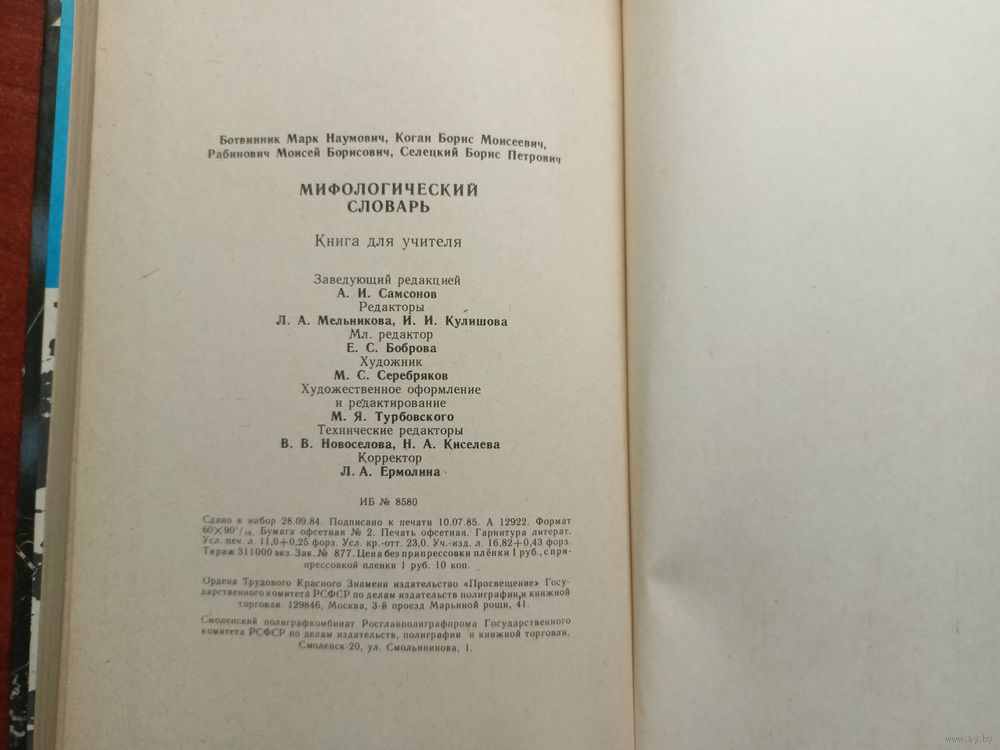 Ботвинник Марк Наумович, Коган Борис Моисеевич,
Рабинович Моисей Борисович, Селецкий Борис Петрович
МИФОЛОГИЧЕСКИЙ
СЛОВАРЬ
Книга для учителя
Заведующий редакцией
А. И. Самсонов
Редакторы
Л. А. Мельникова, И. И. Кулишова
Мл. редактор
Е. С. Боброва
Художник
М. С. Серебряков
Художественное оформление
и редактирование
М. Я. Турбовского
Технические редакторы
В. В. Новоселова, Н. А. Киселева
Корректор
Л. А. Ермолина
ИБ № 8580
Сдано в набор 28.09.84. Подписано к печати 10.07.85. А 12922. Формат
60×90¹/₁₆. Бумага офсетная № 2. Печать офсетная. Гарнитура литерат.
Усл. печ. л. 11,0+0,25 форз. Усл. кр.-отт. 23,0. Уч.-изд. л. 16,82+0,43 форз.
Тираж 311000 экз. Зак. № 877. Цена без припрессовки плёнки 1 руб., с при-
прессовкой пленки 1 руб. 10 коп.
Ордена Трудового Красного Знамени издательство «Просвещение» Госу-
дарственного комитета РСФСР по делам издательств полиграфии и книжной
торговли. 129846, Москва, 3-й проезд Марьиной рощи, 41.
Смоленский полиграфкомбинат Росглавполиграфпрома Государственного
комитета РСФСР по делам издательств, полиграфии и книжной торговли.
Смоленск-20, ул. Смольянинова, 1.
www.ay.by